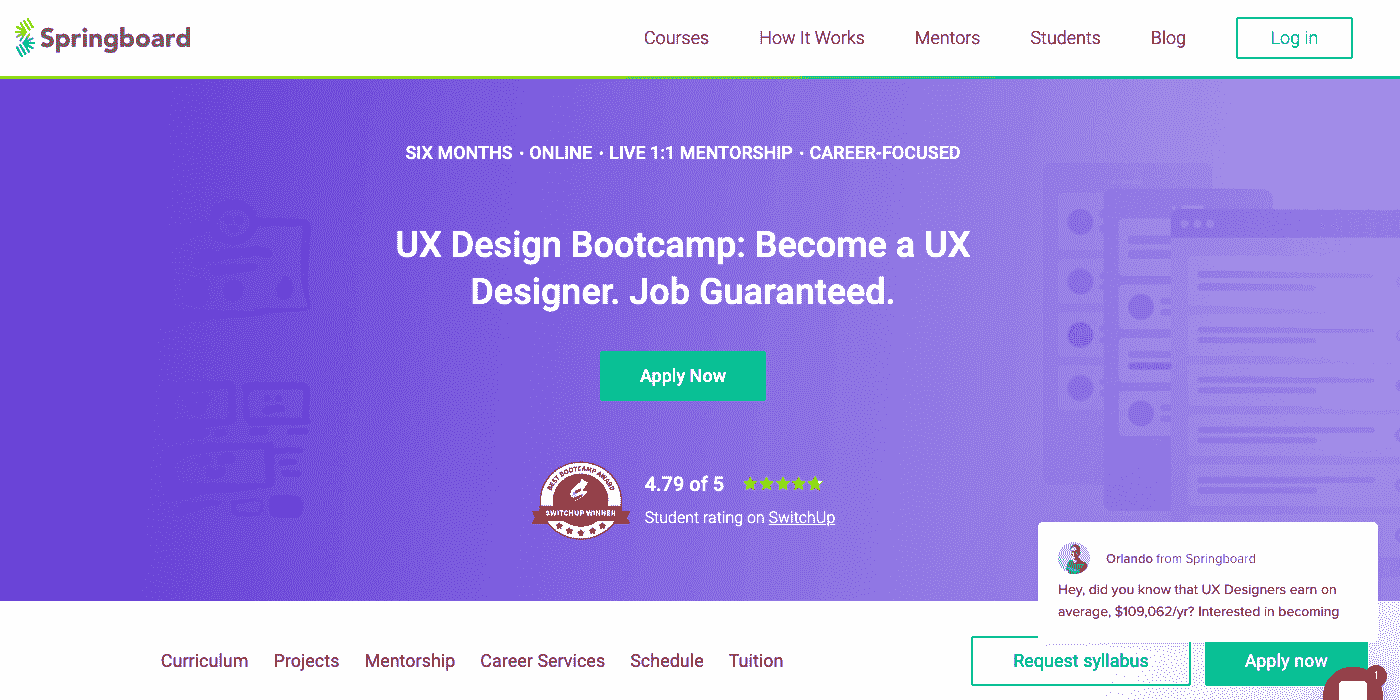 Springboard
Courses
How It Works
Mentors
Students
Blog
Log in
SIX MONTHS · ONLINE · LIVE 1:1 MENTORSHIP · CAREER-FOCUSED
UX Design Bootcamp: Become a UX
Designer. Job Guaranteed.
Apply Now
BEST BOOTCAMP AWARD
SWITCHUP WINNER
4.79 of 5
Student rating on SwitchUp
Orlando from Springboard
Hey, did you know that UX Designers earn on
average, $109,062/yr? Interested in becoming
Curriculum
Projects
Mentorship
Career Services
Schedule
Tuition
Request syllabus
Apply now
1